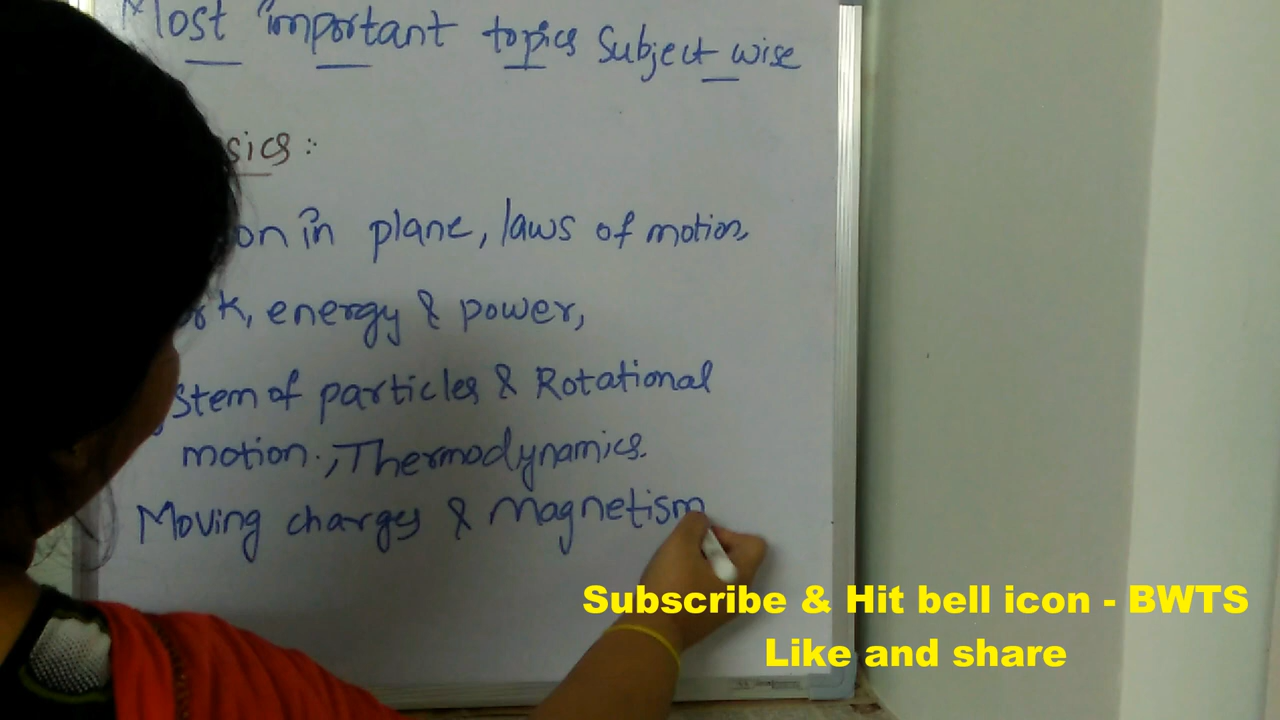 Most important topics Subject wise
sics :
on in plane, laws of motion,
rk, energy & power,
stem of particles & Rotational
motion., Thermodynamics.
Moving charges & Magnetism
Subscribe & Hit bell icon - BWTS
Like and share